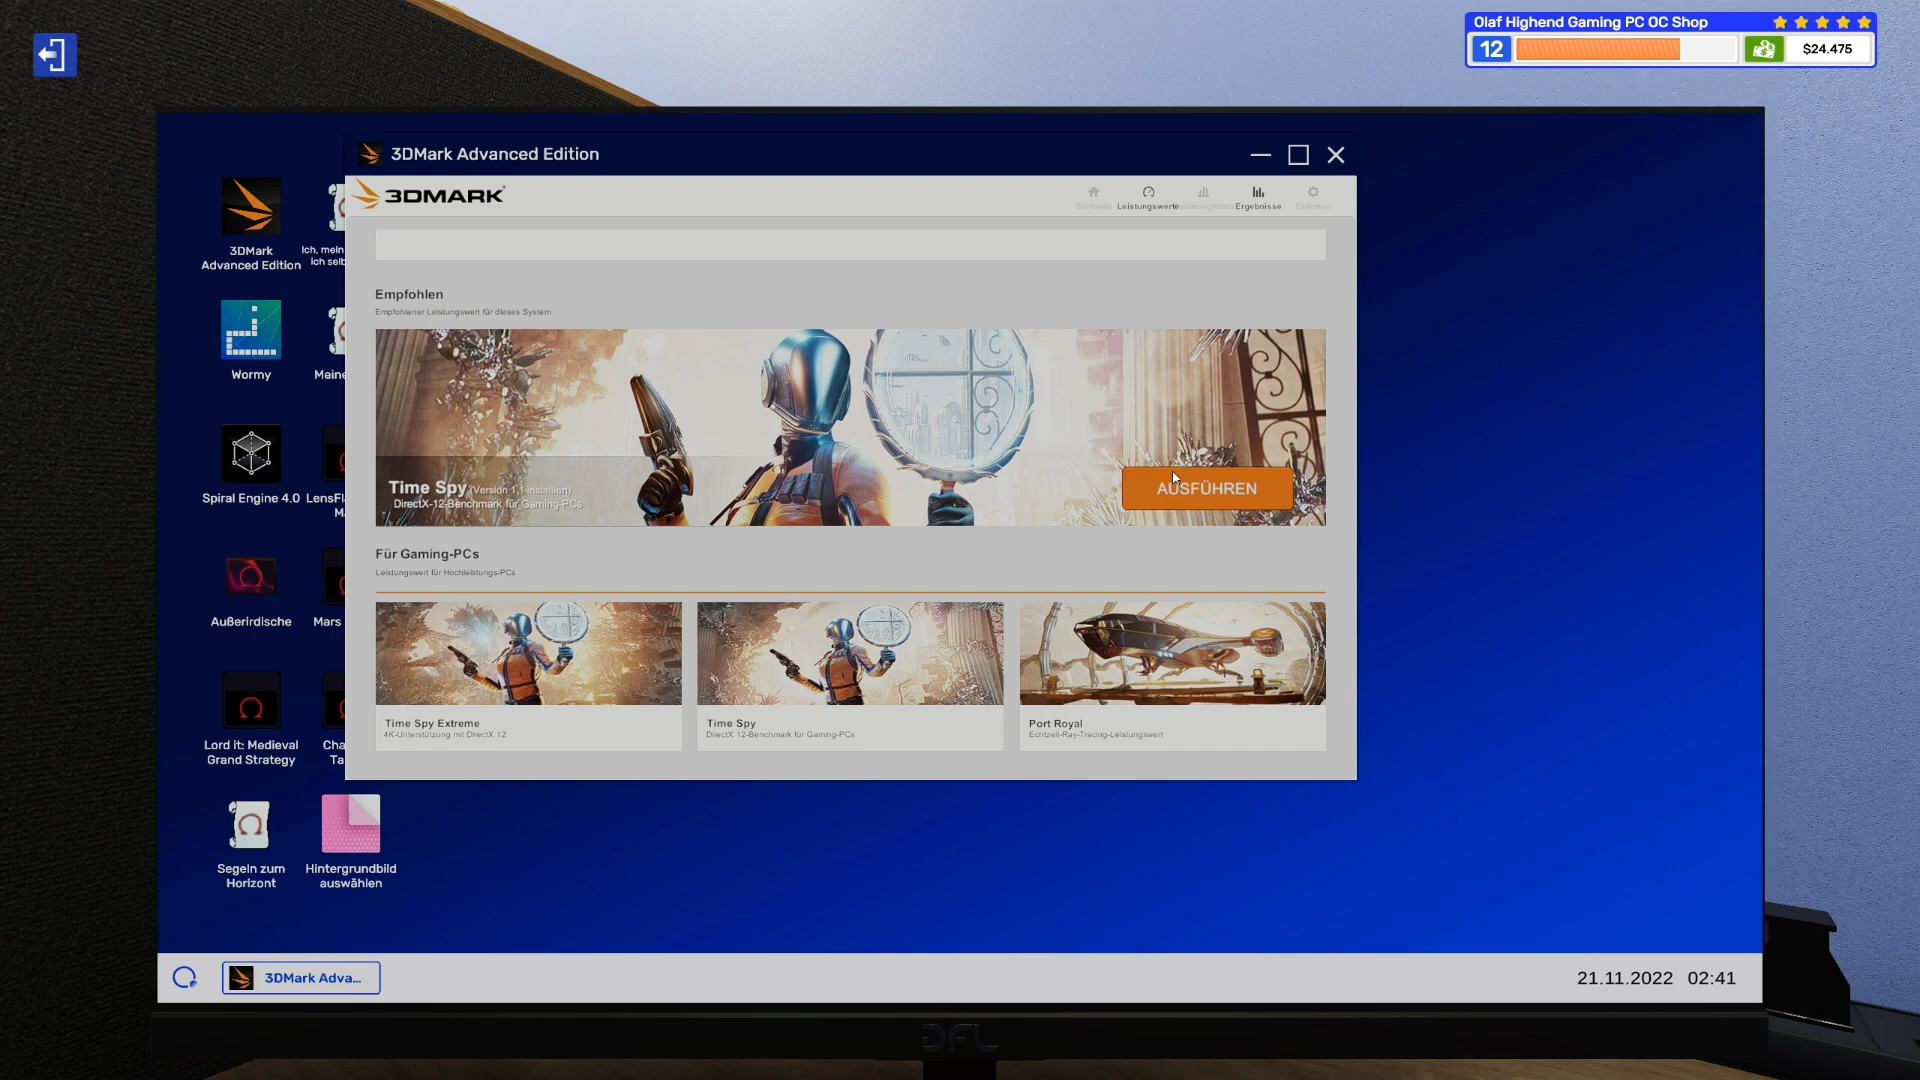 Olaf Highend Gaming PC OC Shop
12
$24.475
3DMark Advanced Edition
3DMARK
Startseite
Leistungswerte
Ergebnisse
Optionen
3DMark
Advanced Edition
Ich, mein
ich selb
Wormy
Meine
Spiral Engine 4.0
LensFl
M
Außerirdische
Mars
Lord it: Medieval
Grand Strategy
Cha
Ta
Segeln zum
Horizont
Hintergrundbild
auswählen
Empfohlen
Empfohlener Leistungswert für dieses System
Time Spy (Version 1.1 installiert)
DirectX-12-Benchmark für Gaming-PCs
AUSFÜHREN
Für Gaming-PCs
Leistungswert für Hochleistungs-PCs
Time Spy Extreme
4K-Unterstützung mit DirectX 12
Time Spy
DirectX 12-Benchmark für Gaming-PCs
Port Royal
Echtzeit-Ray-Tracing-Leistungswert
3DMark Adva...
21.11.2022 02:41
DFL